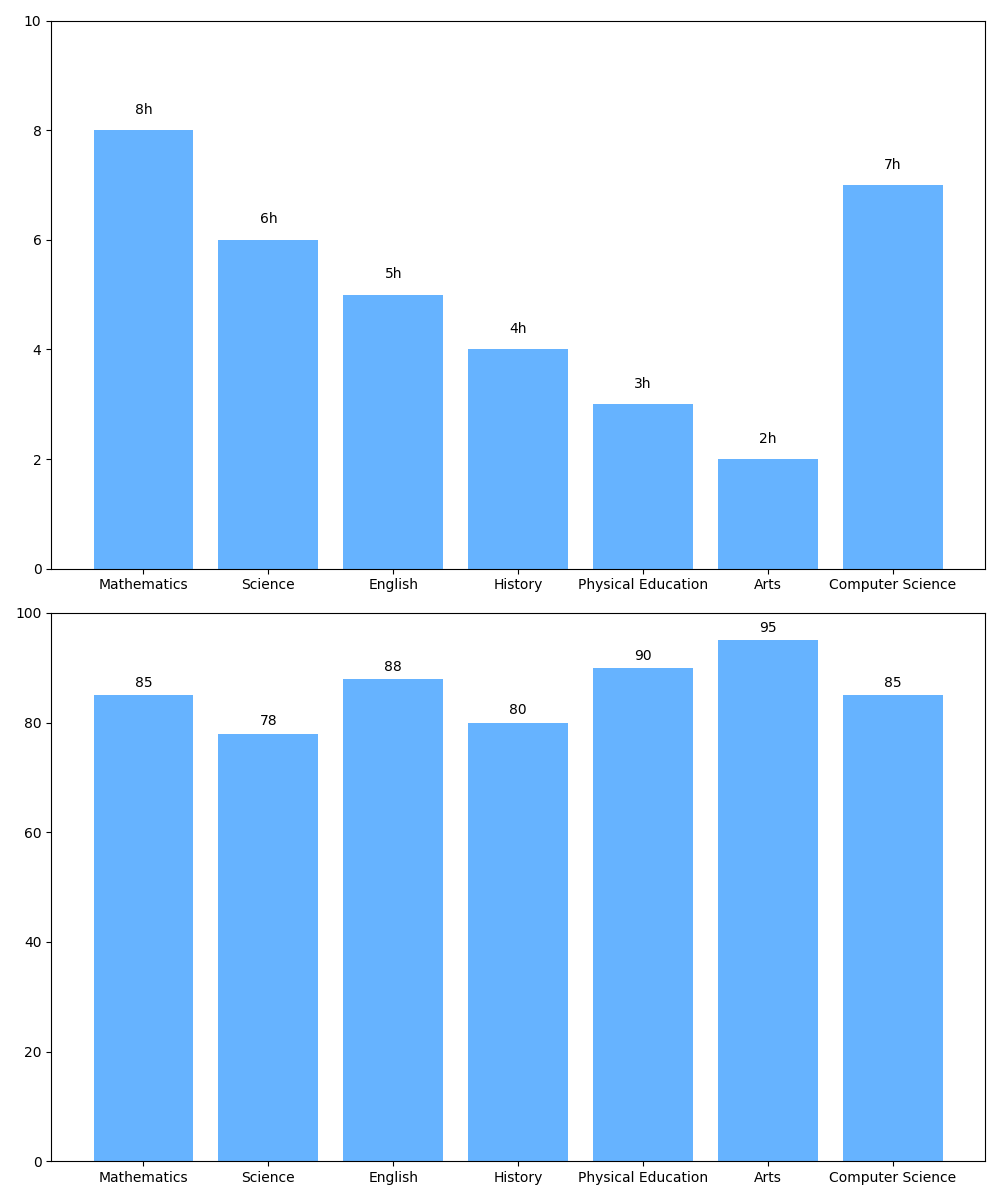 10
8h
8
7h
6h
6
5h
4h
4
3h
2h
2
0
Mathematics Science English History Physical Education Arts Computer Science
100
95
90
88
85 85
80
78
80
60
40
20
0
Mathematics Science English History Physical Education Arts Computer Science